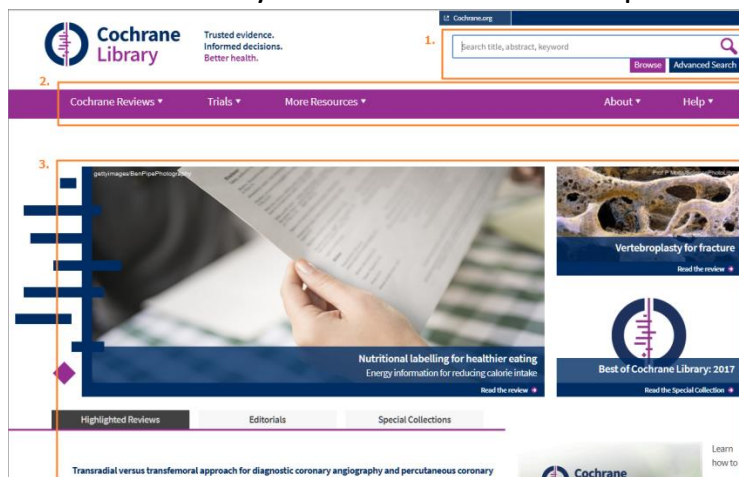 Cochrane.org
Cochrane
Library
Trusted evidence.
Informed decisions.
Better health.
1.
Search title, abstract, keyword
Browse
Advanced Search
2.
Cochrane Reviews
Trials
More Resources
About
Help
3.
gettyimages/BenPipePhotography
Nutritional labelling for healthier eating
Energy information for reducing calorie intake
Read the review
Vertebroplasty for fracture
Read the review
Best of Cochrane Library: 2017
Read the Special Collection
Highlighted Reviews
Editorials
Special Collections
Transradial versus transfemoral approach for diagnostic coronary angiography and percutaneous coronary
Cochrane
Learn
how to